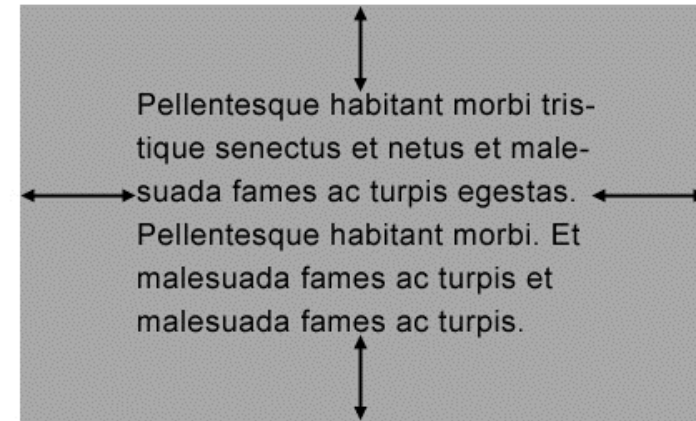 Pellentesque habitant morbi tris-
tique senectus et netus et male-
suada fames ac turpis egestas.
Pellentesque habitant morbi. Et
malesuada fames ac turpis et
malesuada fames ac turpis.